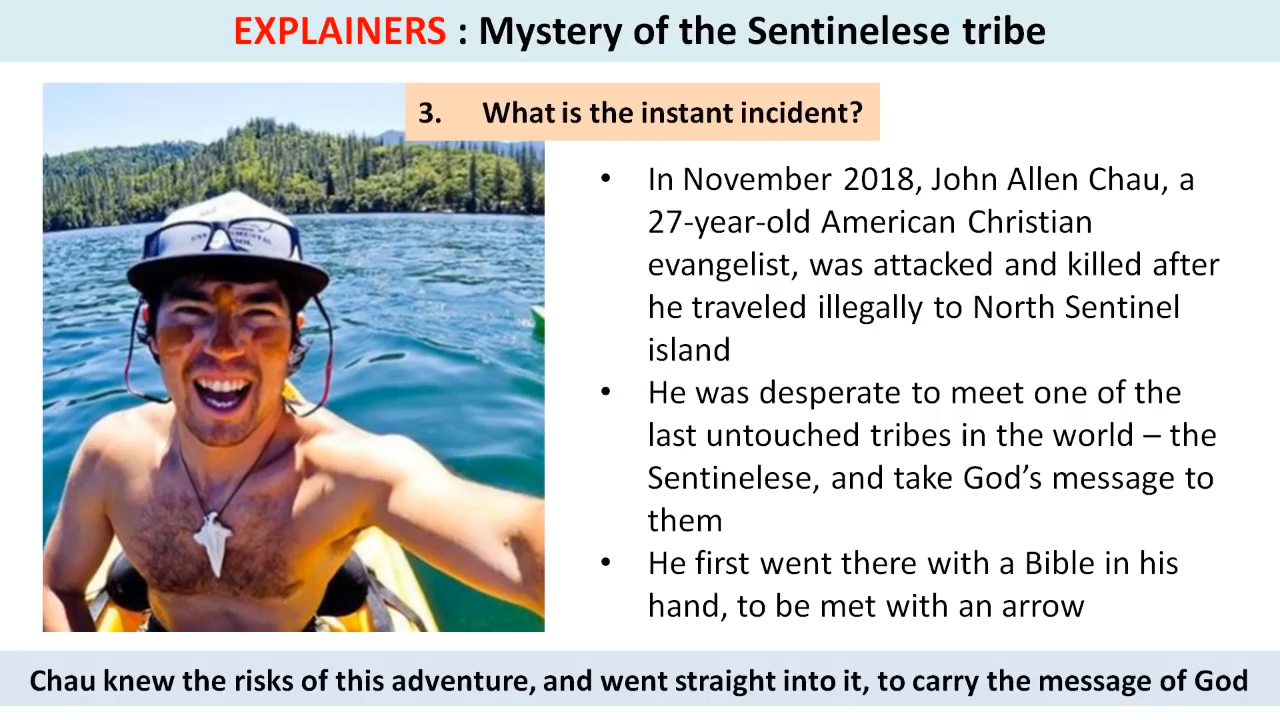 EXPLAINERS : Mystery of the Sentinelese tribe
3. What is the instant incident?
• In November 2018, John Allen Chau, a
27-year-old American Christian
evangelist, was attacked and killed after
he traveled illegally to North Sentinel
island
• He was desperate to meet one of the
last untouched tribes in the world – the
Sentinelese, and take God's message to
them
• He first went there with a Bible in his
hand, to be met with an arrow
Chau knew the risks of this adventure, and went straight into it, to carry the message of God